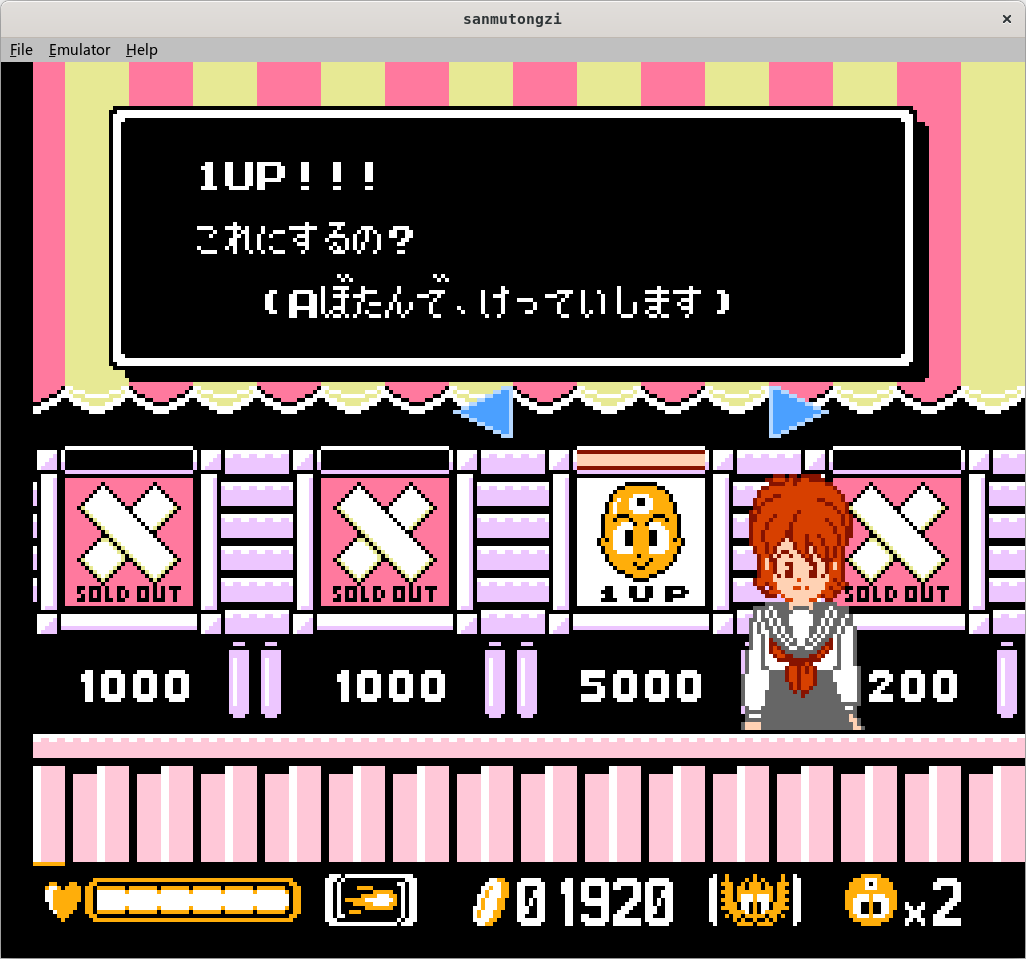 sanmutongzi
File Emulator Help
1UP!!!
これにするの?
(Aぼたんで、けっていします)
SOLD OUT SOLD OUT 1UP SOLD OUT
1000 1000 5000 200
01920 x2